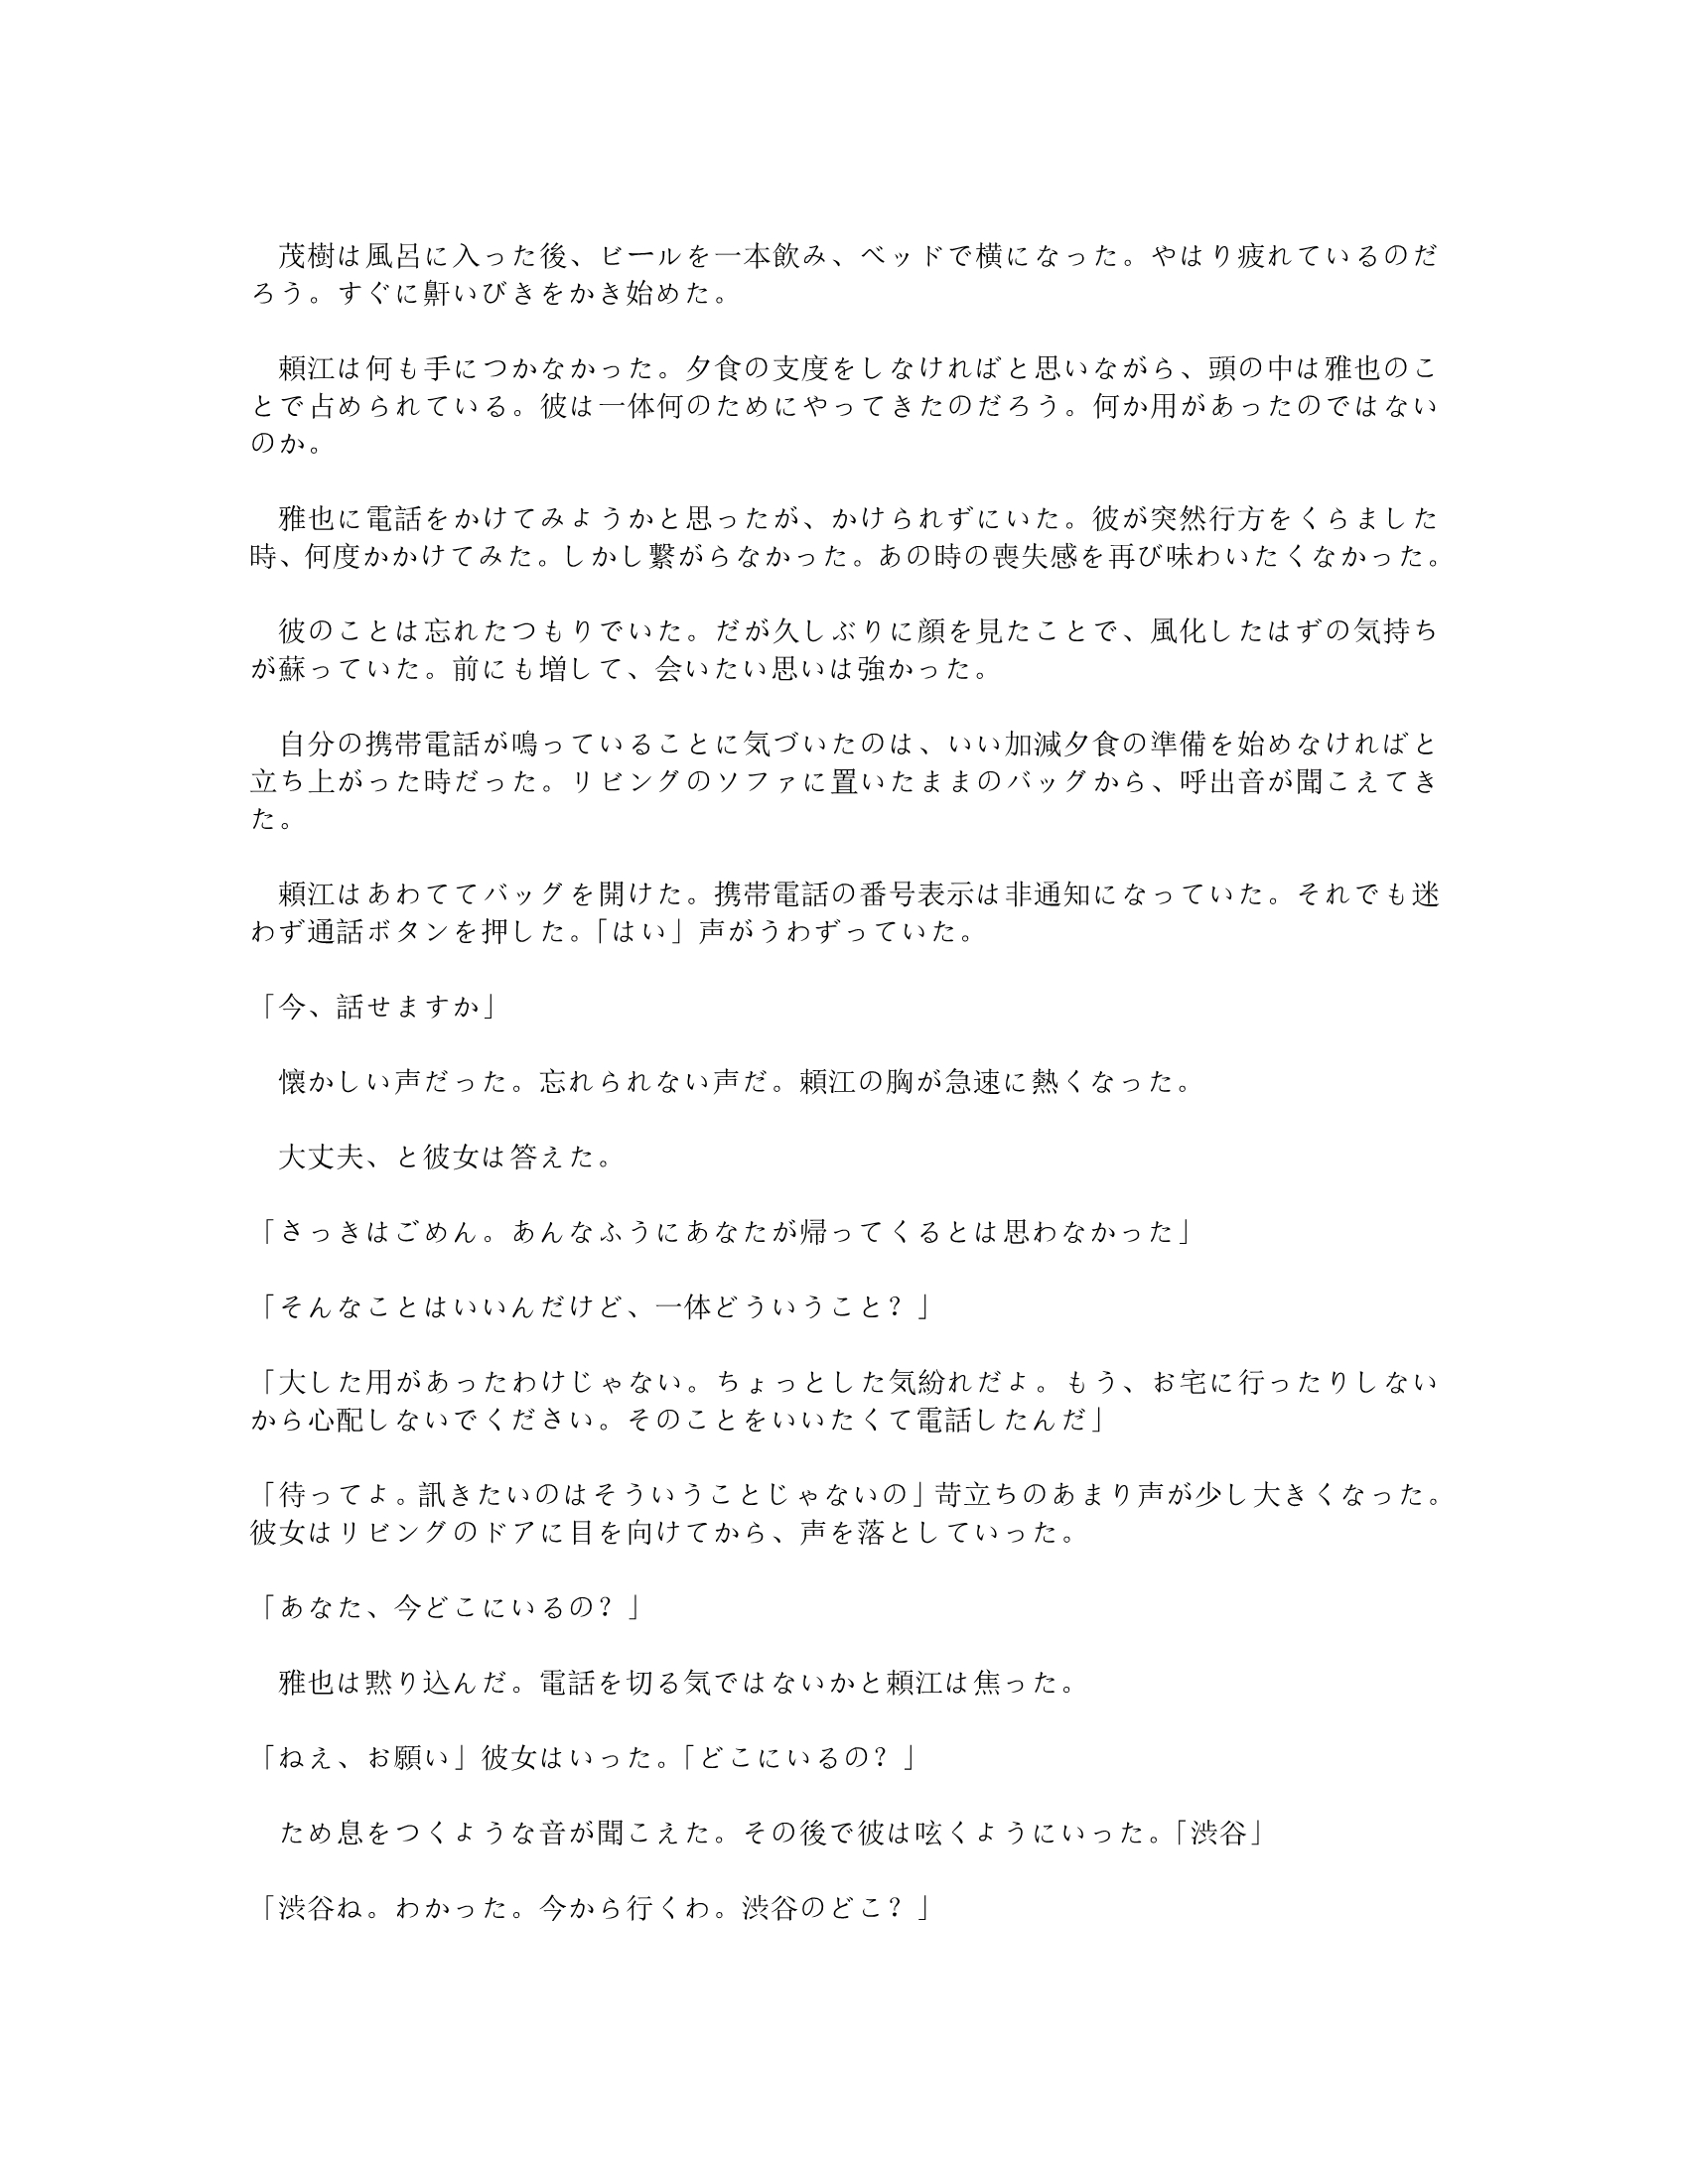 茂樹は風呂に入った後、ビールを一本飲み、ベッドで横になった。やはり疲れているのだ
ろう。すぐに鼾いびきをかき始めた。
　頼江は何も手につかなかった。夕食の支度をしなければと思いながら、頭の中は雅也のこ
とで占められている。彼は一体何のためにやってきたのだろう。何か用があったのではない
のか。
　雅也に電話をかけてみようかと思ったが、かけられずにいた。彼が突然行方をくらました
時、何度かかけてみた。しかし繋がらなかった。あの時の喪失感を再び味わいたくなかった。
　彼のことは忘れたつもりでいた。だが久しぶりに顔を見たことで、風化したはずの気持ち
が蘇っていた。前にも増して、会いたい思いは強かった。
　自分の携帯電話が鳴っていることに気づいたのは、いい加減夕食の準備を始めなければと
立ち上がった時だった。リビングのソファに置いたままのバッグから、呼出音が聞こえてき
た。
　頼江はあわててバッグを開けた。携帯電話の番号表示は非通知になっていた。それでも迷
わず通話ボタンを押した。「はい」声がうわずっていた。
「今、話せますか」
　懐かしい声だった。忘れられない声だ。頼江の胸が急速に熱くなった。
　大丈夫、と彼女は答えた。
「さっきはごめん。あんなふうにあなたが帰ってくるとは思わなかった」
「そんなことはいいんだけど、一体どういうこと？」
「大した用があったわけじゃない。ちょっとした気紛れだよ。もう、お宅に行ったりしない
から心配しないでください。そのことをいいたくて電話したんだ」
「待ってよ。訊きたいのはそういうことじゃないの」苛立ちのあまり声が少し大きくなった。
彼女はリビングのドアに目を向けてから、声を落としていった。
「あなた、今どこにいるの？」
　雅也は黙り込んだ。電話を切る気ではないかと頼江は焦った。
「ねえ、お願い」彼女はいった。「どこにいるの？」
　ため息をつくような音が聞こえた。その後で彼は呟くようにいった。「渋谷」
「渋谷ね。わかった。今から行くわ。渋谷のどこ？」